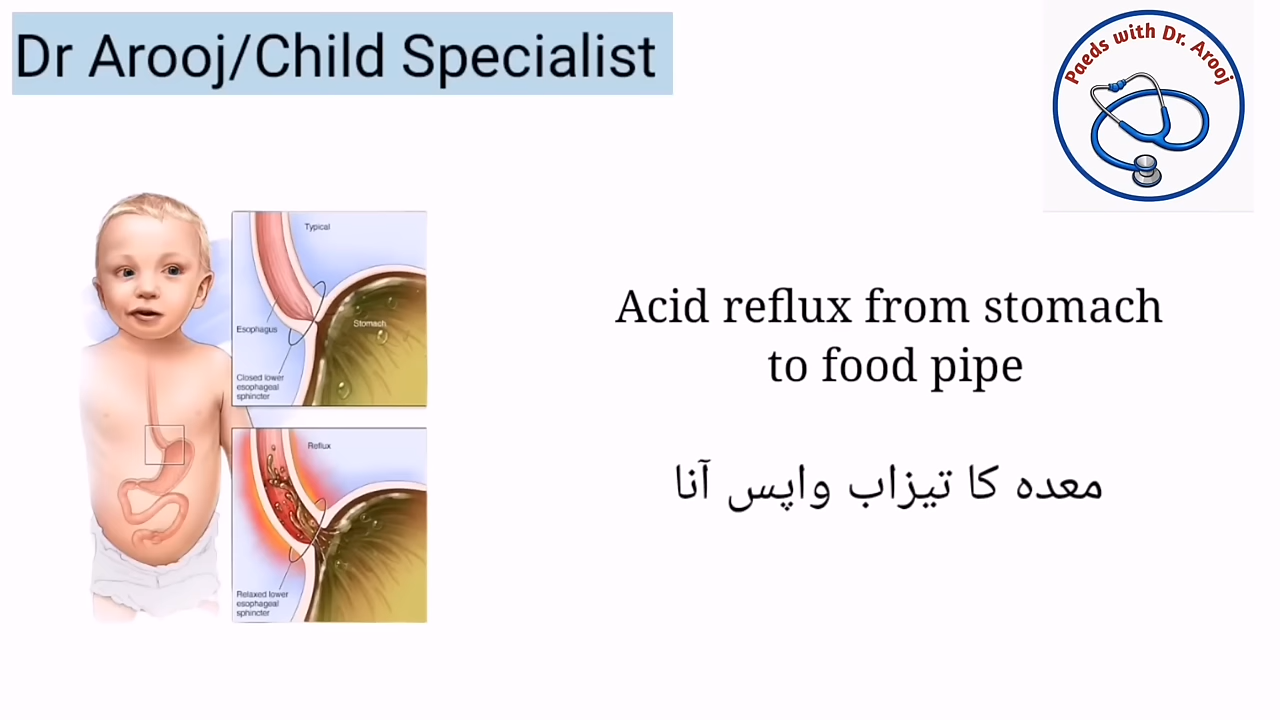 Dr Arooj/Child Specialist
Paeds with Dr. Arooj
Typical
Esophagus
Stomach
Closed lower
esophageal
sphincter
Reflux
Relaxed lower
esophageal
sphincter
Acid reflux from stomach
to food pipe
معدہ کا تیزاب واپس آنا